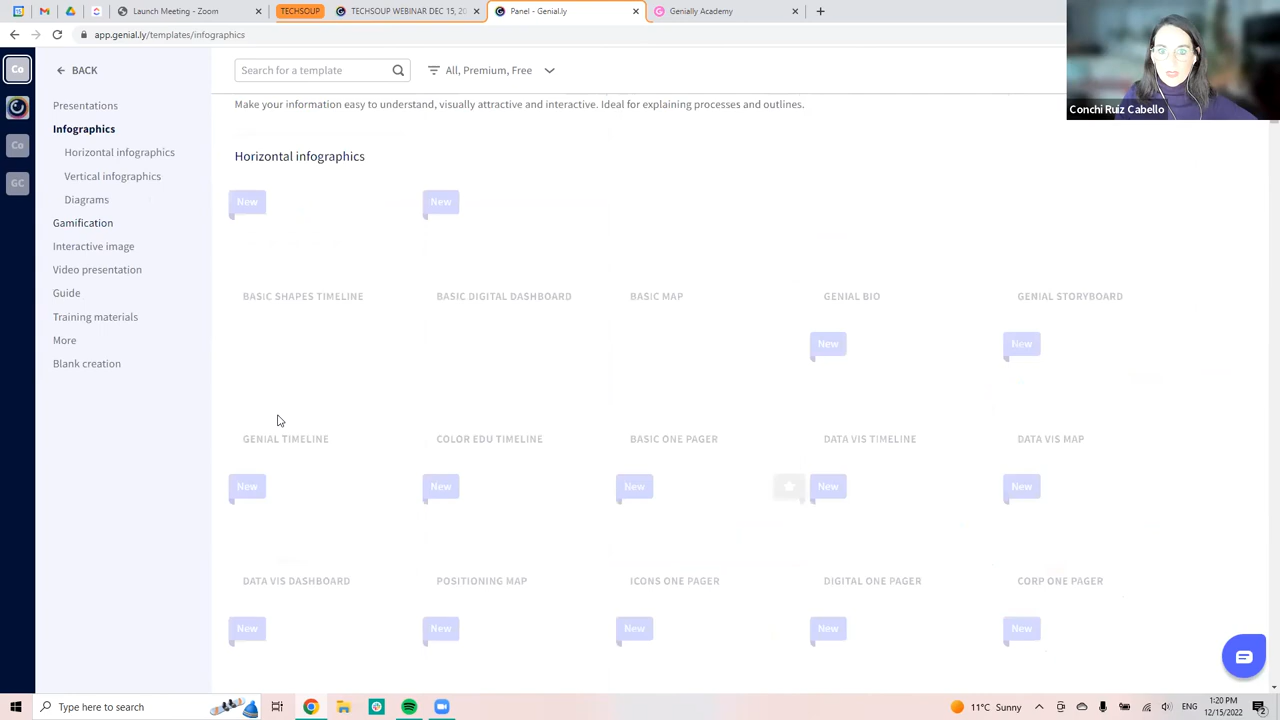 Launch Meeting - Zoom
TECHSOUP
TECHSOUP WEBINAR DEC 15, 20
Panel - Genial.ly
Genially Academy
app.genial.ly/templates/infographics
Conchi Ruiz Cabello
Co
Co
GC
BACK
Presentations
Infographics
Horizontal infographics
Vertical infographics
Diagrams
Gamification
Interactive image
Video presentation
Guide
Training materials
More
Blank creation
Search for a template
All, Premium, Free
Make your information easy to understand, visually attractive and interactive. Ideal for explaining processes and outlines.
Horizontal infographics
New New
BASIC SHAPES TIMELINE BASIC DIGITAL DASHBOARD BASIC MAP GENIAL BIO GENIAL STORYBOARD
New New
GENIAL TIMELINE COLOR EDU TIMELINE BASIC ONE PAGER DATA VIS TIMELINE DATA VIS MAP
New New New New New
DATA VIS DASHBOARD POSITIONING MAP ICONS ONE PAGER DIGITAL ONE PAGER CORP ONE PAGER
New New New New New
Type here to search
11°C Sunny
ENG
1:20 PM
12/15/2022
2